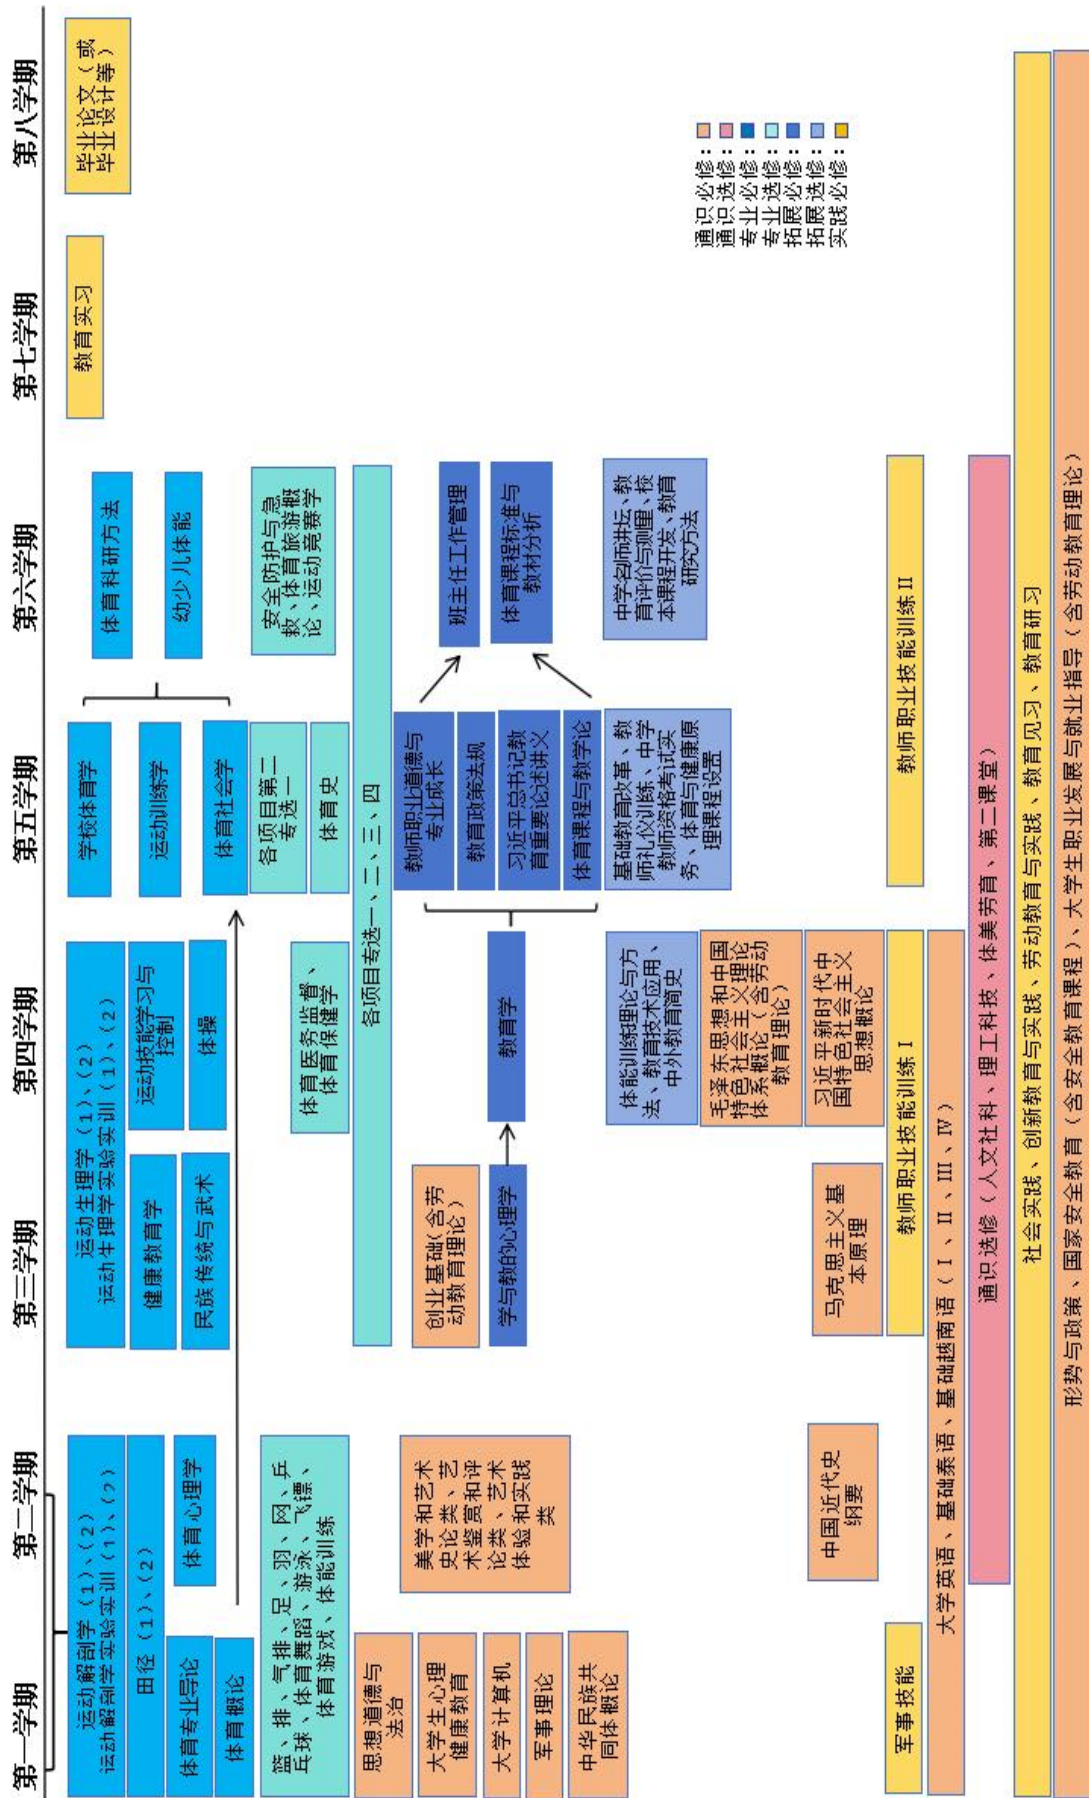 第一学期
第二学期
第三学期
第四学期
第五学期
第六学期
第七学期
第八学期
运动解剖学（1）、（2）
运动解剖学实验实训（1）、（2）
田径（1）、（2）
体育专业导论
体育概论
体育心理学
篮、排、气排、足、羽、网、乒
乓球、体育舞蹈、游泳、飞镖、
体育游戏、体能训练
思想道德与
法治
大学生心理
健康教育
大学计算机
军事理论
中华民族共
同体概论
美学和艺术
史论类、艺
术鉴赏和评
论类、艺术
体验和实践
类
中国近代史
纲要
军事技能
运动生理学（1）、（2）
运动生理学实验实训（1）、（2）
健康教育学
民族传统与武术
运动技能学习与
控制
体操
体育医务监督、
体育保健学
各项目专选一、二、三、四
创业基础(含劳
动教育理论）
学与教的心理学
教育学
体能训练理论与方
法、教育技术应用、
中外教育简史
毛泽东思想和中国
特色社会主义理论
体系概论（含劳动
教育理论）
马克思主义基
本原理
习近平新时代中
国特色社会主义
思想概论
教师职业技能训练Ⅰ
学校体育学
运动训练学
体育社会学
各项目第二
专选一
体育史
教师职业道德与
专业成长
教育政策法规
习近平总书记教
育重要论述讲义
体育课程与教学论
基础教育改革、教
师礼仪训练、中学
教师资格考试实
务、体育与健康原
理课程设置
教师职业技能训练Ⅱ
体育科研方法
幼少儿体能
安全防护与急
救、体育旅游概
论、运动竞赛学
班主任工作管理
体育课程标准与
教材分析
中学名师讲坛、教
育评价与测量、校
本课程开发、教育
研究方法
教育实习
毕业论文（或
毕业设计等）
通识必修：
通识选修：
专业必修：
专业选修：
拓展必修：
拓展选修：
实践必修：
大学英语、基础泰语、基础越南语（Ⅰ、Ⅱ、Ⅲ、Ⅳ）
通识选修（人文社科、理工科技、体美劳育、第二课堂）
社会实践、创新教育与实践、劳动教育与实践、教育见习、教育研习
形势与政策、国家安全教育（含安全教育课程）、大学生职业发展与就业指导（含劳动教育理论）